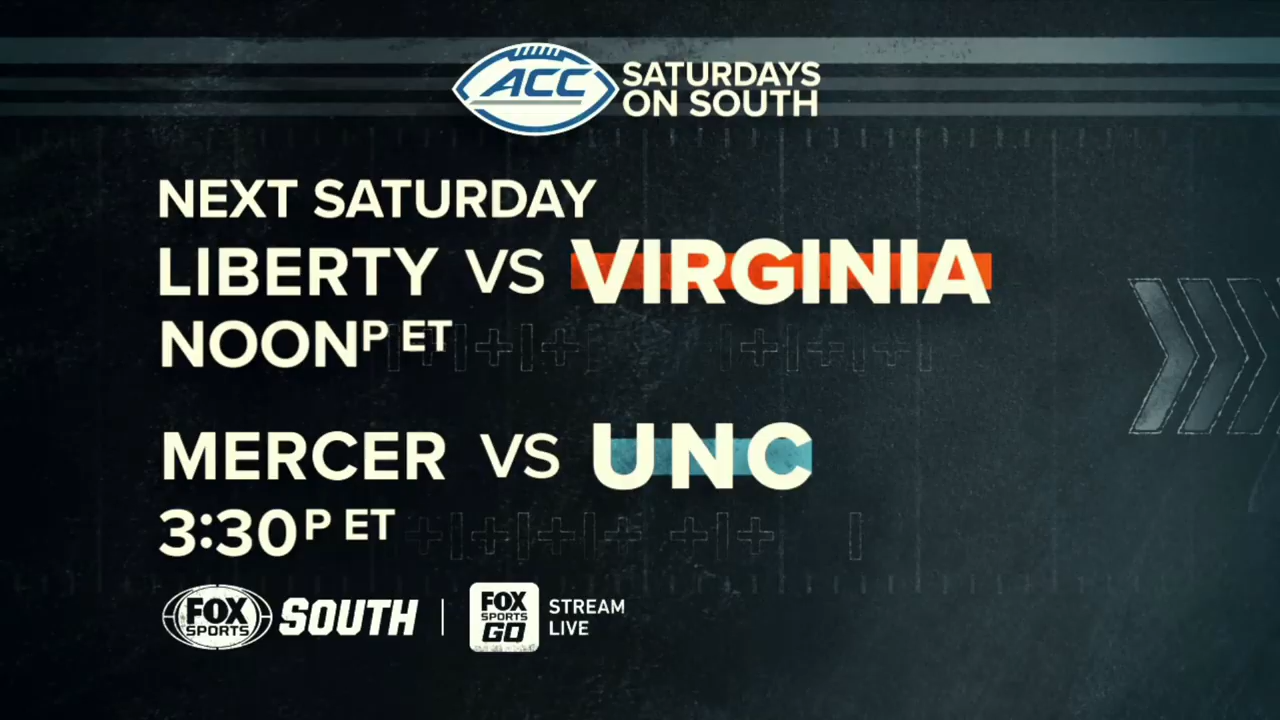 ACC
SATURDAYS
ON SOUTH
NEXT SATURDAY
LIBERTY VS VIRGINIA
NOONP ET
MERCER VS UNC
3:30P ET
FOX
SPORTS
SOUTH
FOX
SPORTS
GO
STREAM
LIVE